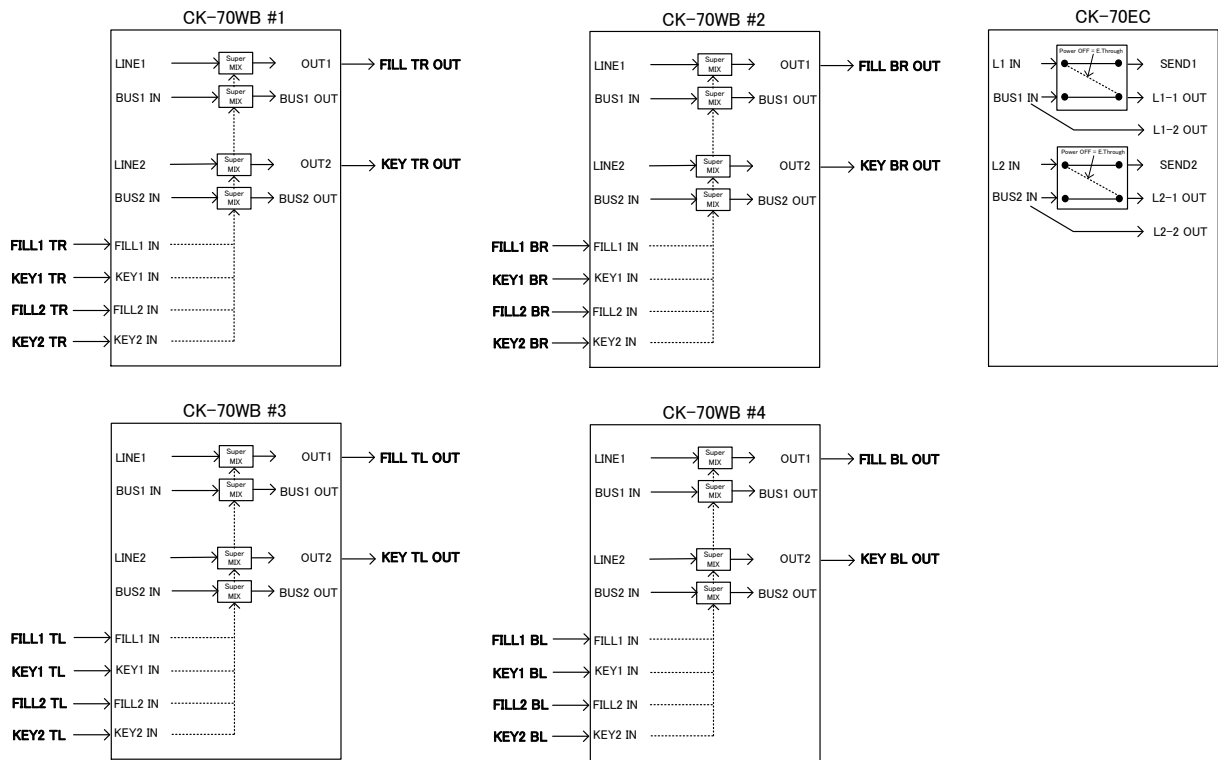 CK-70WB #1
LINE1
Super
MIX
OUT1
FILL TR OUT
BUS1 IN
Super
MIX
BUS1 OUT
LINE2
Super
MIX
OUT2
KEY TR OUT
BUS2 IN
Super
MIX
BUS2 OUT
FILL1 TR
FILL1 IN
KEY1 TR
KEY1 IN
FILL2 TR
FILL2 IN
KEY2 TR
KEY2 IN
CK-70WB #2
LINE1
Super
MIX
OUT1
FILL BR OUT
BUS1 IN
Super
MIX
BUS1 OUT
LINE2
Super
MIX
OUT2
KEY BR OUT
BUS2 IN
Super
MIX
BUS2 OUT
FILL1 BR
FILL1 IN
KEY1 BR
KEY1 IN
FILL2 BR
FILL2 IN
KEY2 BR
KEY2 IN
CK-70EC
Power OFF = E.Through
L1 IN
SEND1
BUS1 IN
L1-1 OUT
L1-2 OUT
Power OFF = E.Through
L2 IN
SEND2
BUS2 IN
L2-1 OUT
L2-2 OUT
CK-70WB #3
LINE1
Super
MIX
OUT1
FILL TL OUT
BUS1 IN
Super
MIX
BUS1 OUT
LINE2
Super
MIX
OUT2
KEY TL OUT
BUS2 IN
Super
MIX
BUS2 OUT
FILL1 TL
FILL1 IN
KEY1 TL
KEY1 IN
FILL2 TL
FILL2 IN
KEY2 TL
KEY2 IN
CK-70WB #4
LINE1
Super
MIX
OUT1
FILL BL OUT
BUS1 IN
Super
MIX
BUS1 OUT
LINE2
Super
MIX
OUT2
KEY BL OUT
BUS2 IN
Super
MIX
BUS2 OUT
FILL1 BL
FILL1 IN
KEY1 BL
KEY1 IN
FILL2 BL
FILL2 IN
KEY2 BL
KEY2 IN